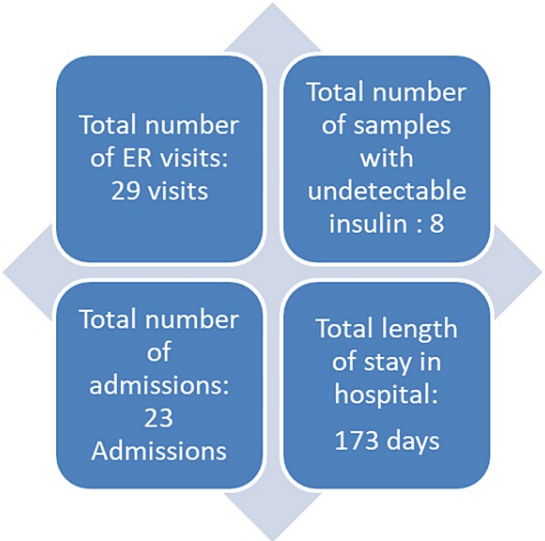 Total number
of ER visits:
29 visits
Total number
of samples
with
undetectable
insulin : 8
Total number
of
admissions:
23
Admissions
Total length
of stay in
hospital:
173 days